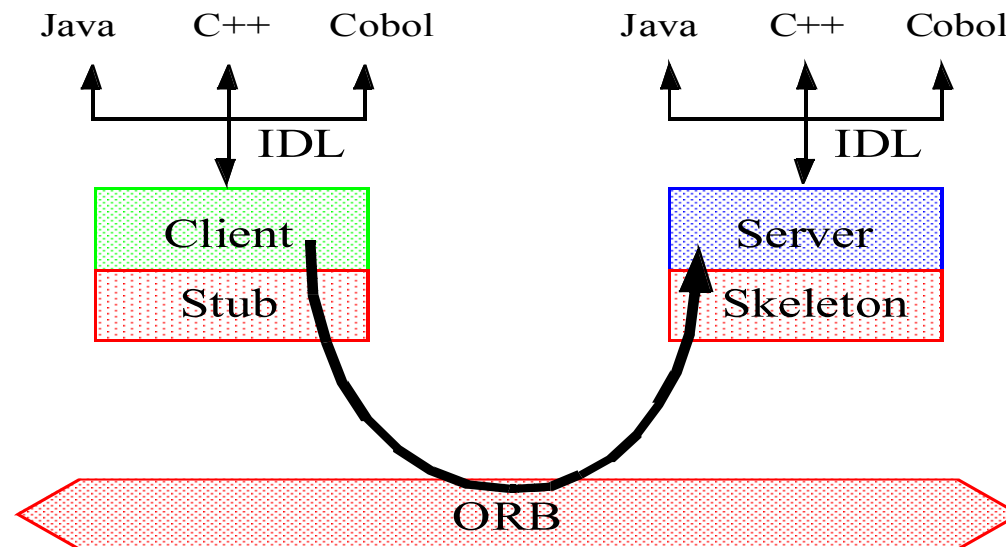 Java C++ Cobol Java C++ Cobol
IDL IDL
Client Server
Stub Skeleton
ORB